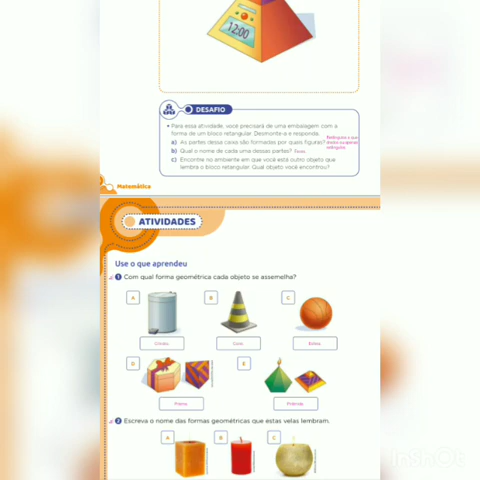 12:00
DESAFIO
• Para essa atividade, você precisará de uma embalagem com a
forma de um bloco retangular. Desmonte-a e responda.
a) As partes dessa caixa são formadas por quais figuras?
b) Qual o nome de cada uma dessas partes? Faces.
c) Encontre no ambiente em que você está outro objeto que
lembra o bloco retangular. Qual objeto você encontrou?
Matemática
ATIVIDADES
Use o que aprendeu
1 Com qual forma geométrica cada objeto se assemelha?
A B C
Cilindro. Cone. Esfera.
D E
Prisma. Pirâmide.
2 Escreva o nome das formas geométricas que estas velas lembram.
A B C
InShot